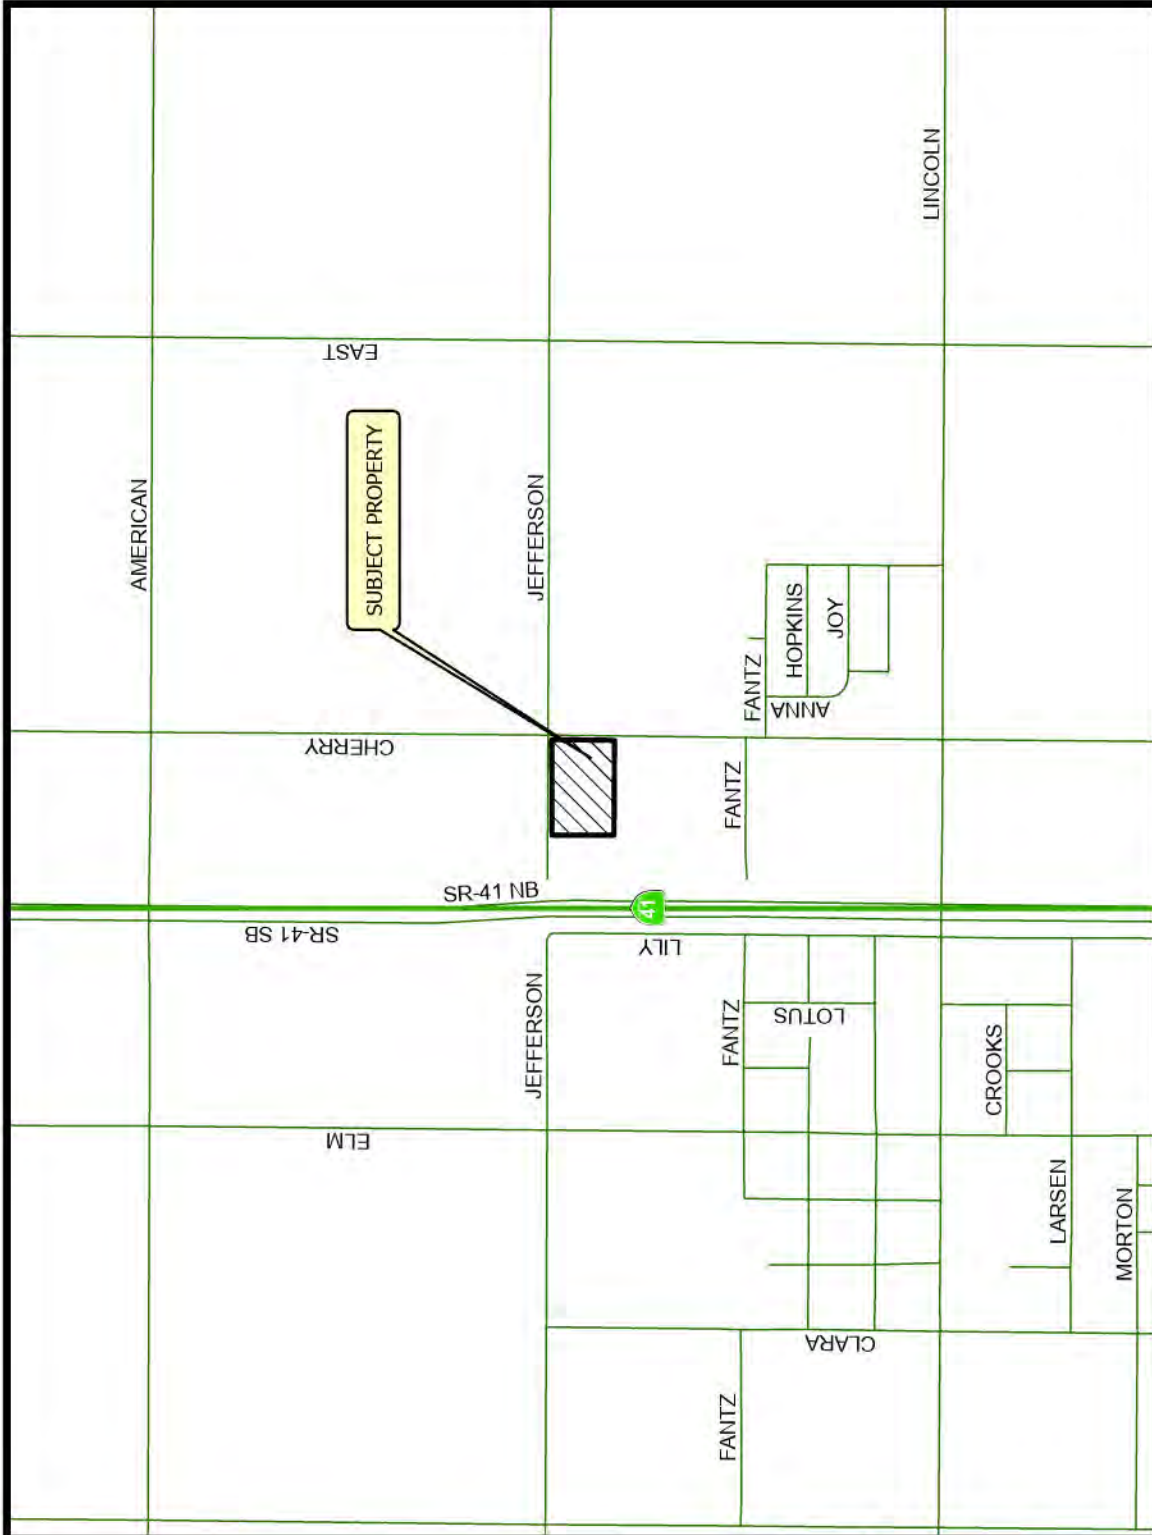 AMERICAN
EAST
LINCOLN
SUBJECT PROPERTY
JEFFERSON
CHERRY
FANTZ
HOPKINS
JOY
ANNA
FANTZ
SR-41 NB
41
SR-41 SB
LILY
JEFFERSON
FANTZ
LOTUS
CROOKS
ELM
LARSEN
MORTON
CLARA
FANTZ